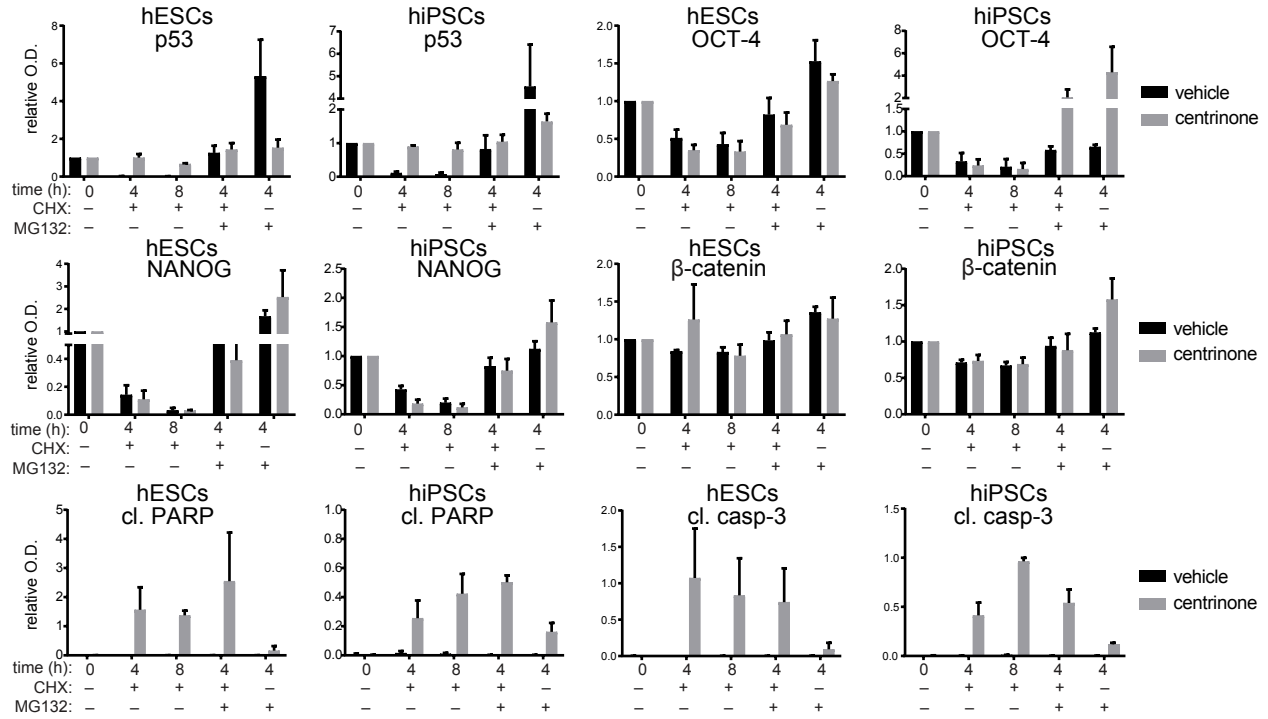 hESCs
p53
hiPSCs
p53
hESCs
OCT-4
hiPSCs
OCT-4
relative O.D.
8
6
4
2
0
7
6
5
4
2
1
0
2.0
1.5
1.0
0.5
0.0
8
6
4
2
1.5
1.0
0.5
0.0
vehicle
centrinone
time (h): 0 4 8 4 4 0 4 8 4 4 0 4 8 4 4 0 4 8 4 4
CHX: – + + + – – + + + – – + + + – – + + + –
MG132: – – – + + – – – + + – – – + + – – – + +
hESCs
NANOG
hiPSCs
NANOG
hESCs
β-catenin
hiPSCs
β-catenin
relative O.D.
4
3
2
1
0.4
0.2
0.0
2.5
2.0
1.5
1.0
0.5
0.0
2.0
1.5
1.0
0.5
0.0
2.0
1.5
1.0
0.5
0.0
vehicle
centrinone
time (h): 0 4 8 4 4 0 4 8 4 4 0 4 8 4 4 0 4 8 4 4
CHX: – + + + – – + + + – – + + + – – + + + –
MG132: – – – + + – – – + + – – – + + – – – + +
hESCs
cl. PARP
hiPSCs
cl. PARP
hESCs
cl. casp-3
hiPSCs
cl. casp-3
relative O.D.
5
4
3
2
1
0
1.0
0.8
0.6
0.4
0.2
0.0
2.0
1.5
1.0
0.5
0.0
1.5
1.0
0.5
0.0
vehicle
centrinone
time (h): 0 4 8 4 4 0 4 8 4 4 0 4 8 4 4 0 4 8 4 4
CHX: – + + + – – + + + – – + + + – – + + + –
MG132: – – – + + – – – + + – – – + + – – – + +